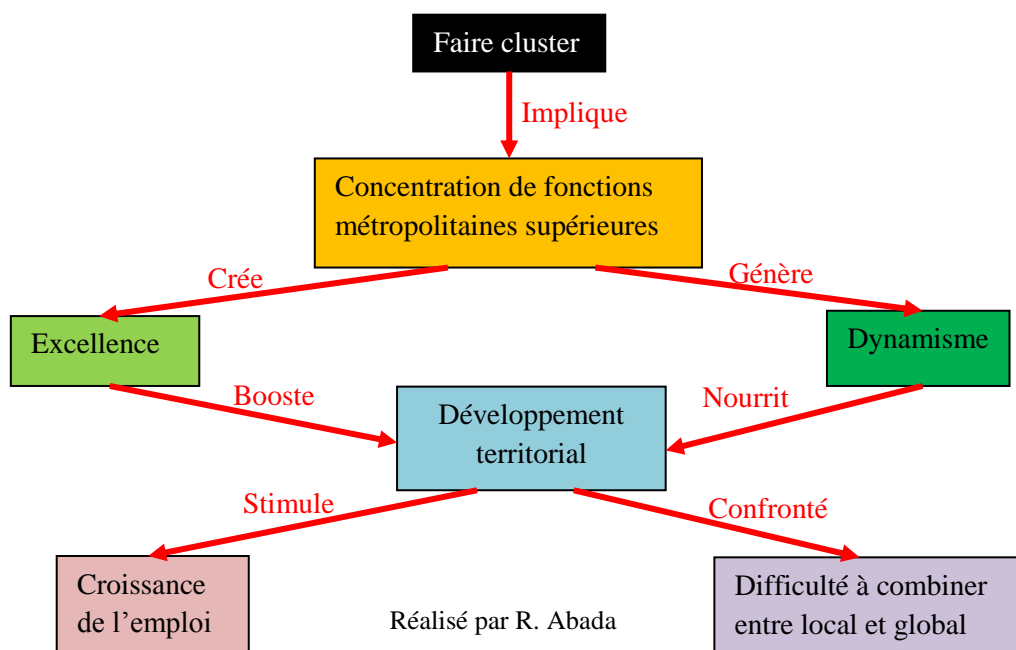 Faire cluster
Implique
Concentration de fonctions
métropolitaines supérieures
Crée
Génère
Excellence
Dynamisme
Booste
Nourrit
Développement
territorial
Stimule
Confronté
Croissance
de l’emploi
Difficulté à combiner
entre local et global
Réalisé par R. Abada